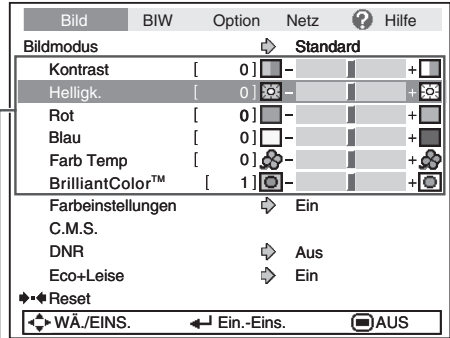 Bild BIW Option Netz ? Hilfe
Bildmodus Standard
Kontrast [ 0 ] - +
Helligk. [ 0 ] - +
Rot [ 0 ] - +
Blau [ 0 ] - +
Farb Temp [ 0 ] - +
BrilliantColor™ [ 1 ] - +
Farbeinstellungen Ein
C.M.S.
DNR Aus
Eco+Leise Ein
Reset
WÄ./EINS. Ein.-Eins. AUS